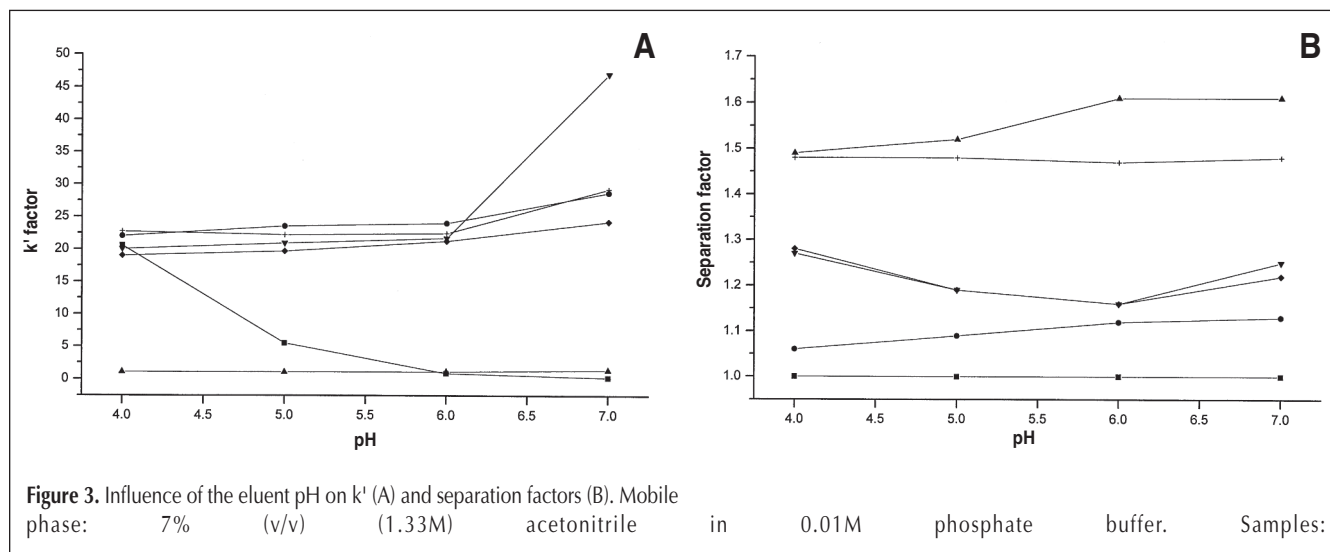 A
50
45
40
35
30
25
20
15
10
5
0
k' factor
4.0 4.5 5.0 5.5 6.0 6.5 7.0
pH
B
1.7
1.6
1.5
1.4
1.3
1.2
1.1
1.0
Separation factor
4.0 4.5 5.0 5.5 6.0 6.5 7.0
pH
Figure 3. Influence of the eluent pH on k' (A) and separation factors (B). Mobile
phase: 7% (v/v) (1.33M) acetonitrile in 0.01M phosphate buffer. Samples: